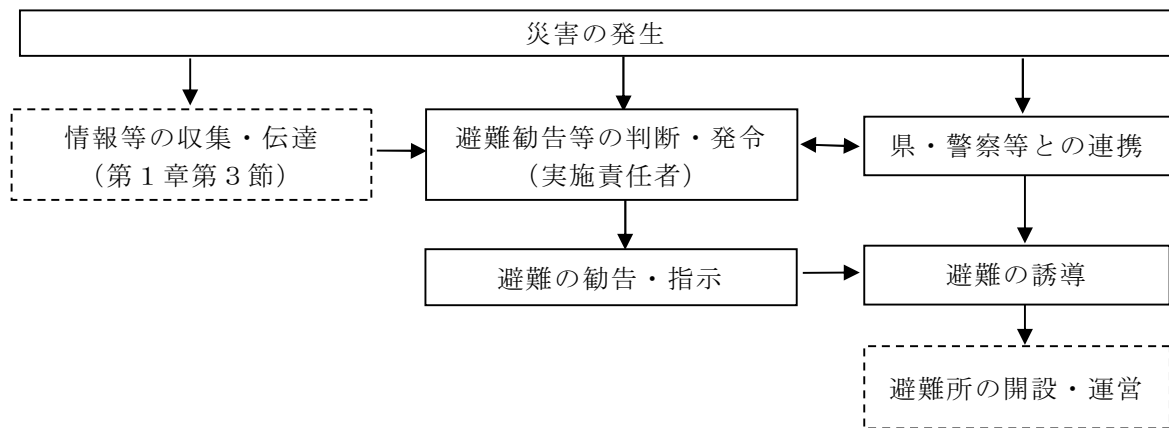 災害の発生
情報等の収集・伝達
（第１章第３節）
避難勧告等の判断・発令
（実施責任者）
県・警察等との連携
避難の勧告・指示
避難の誘導
避難所の開設・運営